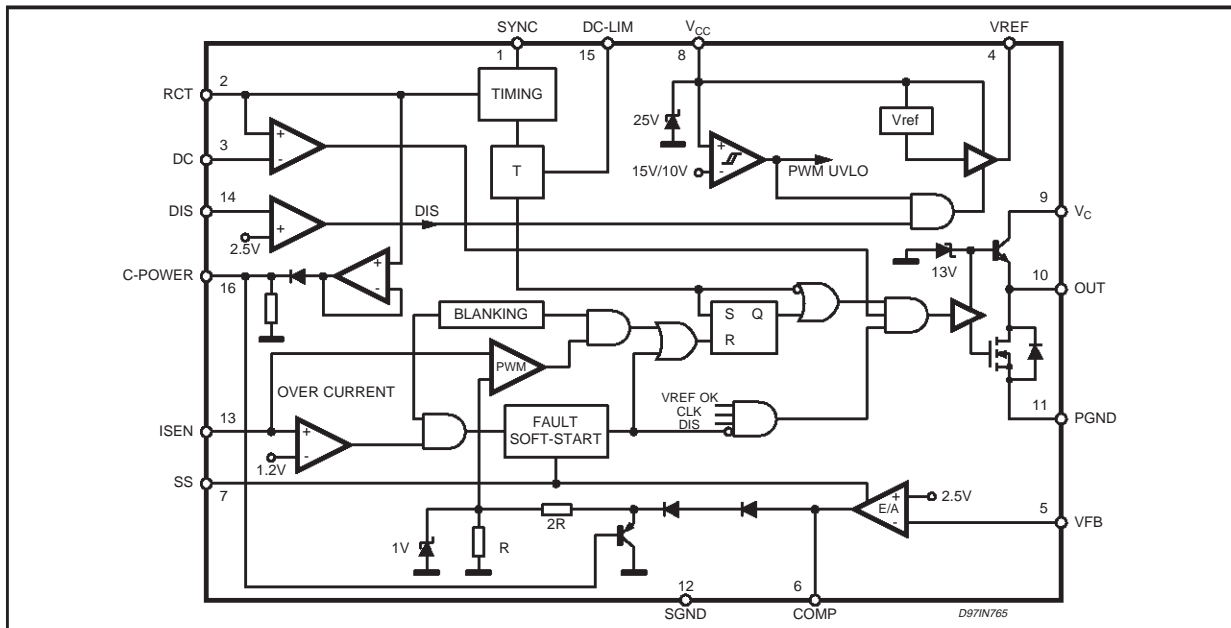 SYNC DC-LIM VCC VREF
1 15 8 4
2
RCT
TIMING
25V
Vref
+
-
3
DC
T
+
-
15V/10V
PWM UVLO
14
DIS
DIS
+
2.5V
9
VC
13V
C-POWER
16
+
-
10
OUT
BLANKING
S Q
R
PWM
OVER CURRENT
VREF OK
CLK
DIS
11
PGND
13
ISEN
FAULT
SOFT-START
+
-
1.2V
SS
7
+
E/A
-
2.5V
5
VFB
2R
1V
R
12
SGND
6
COMP
D97IN765